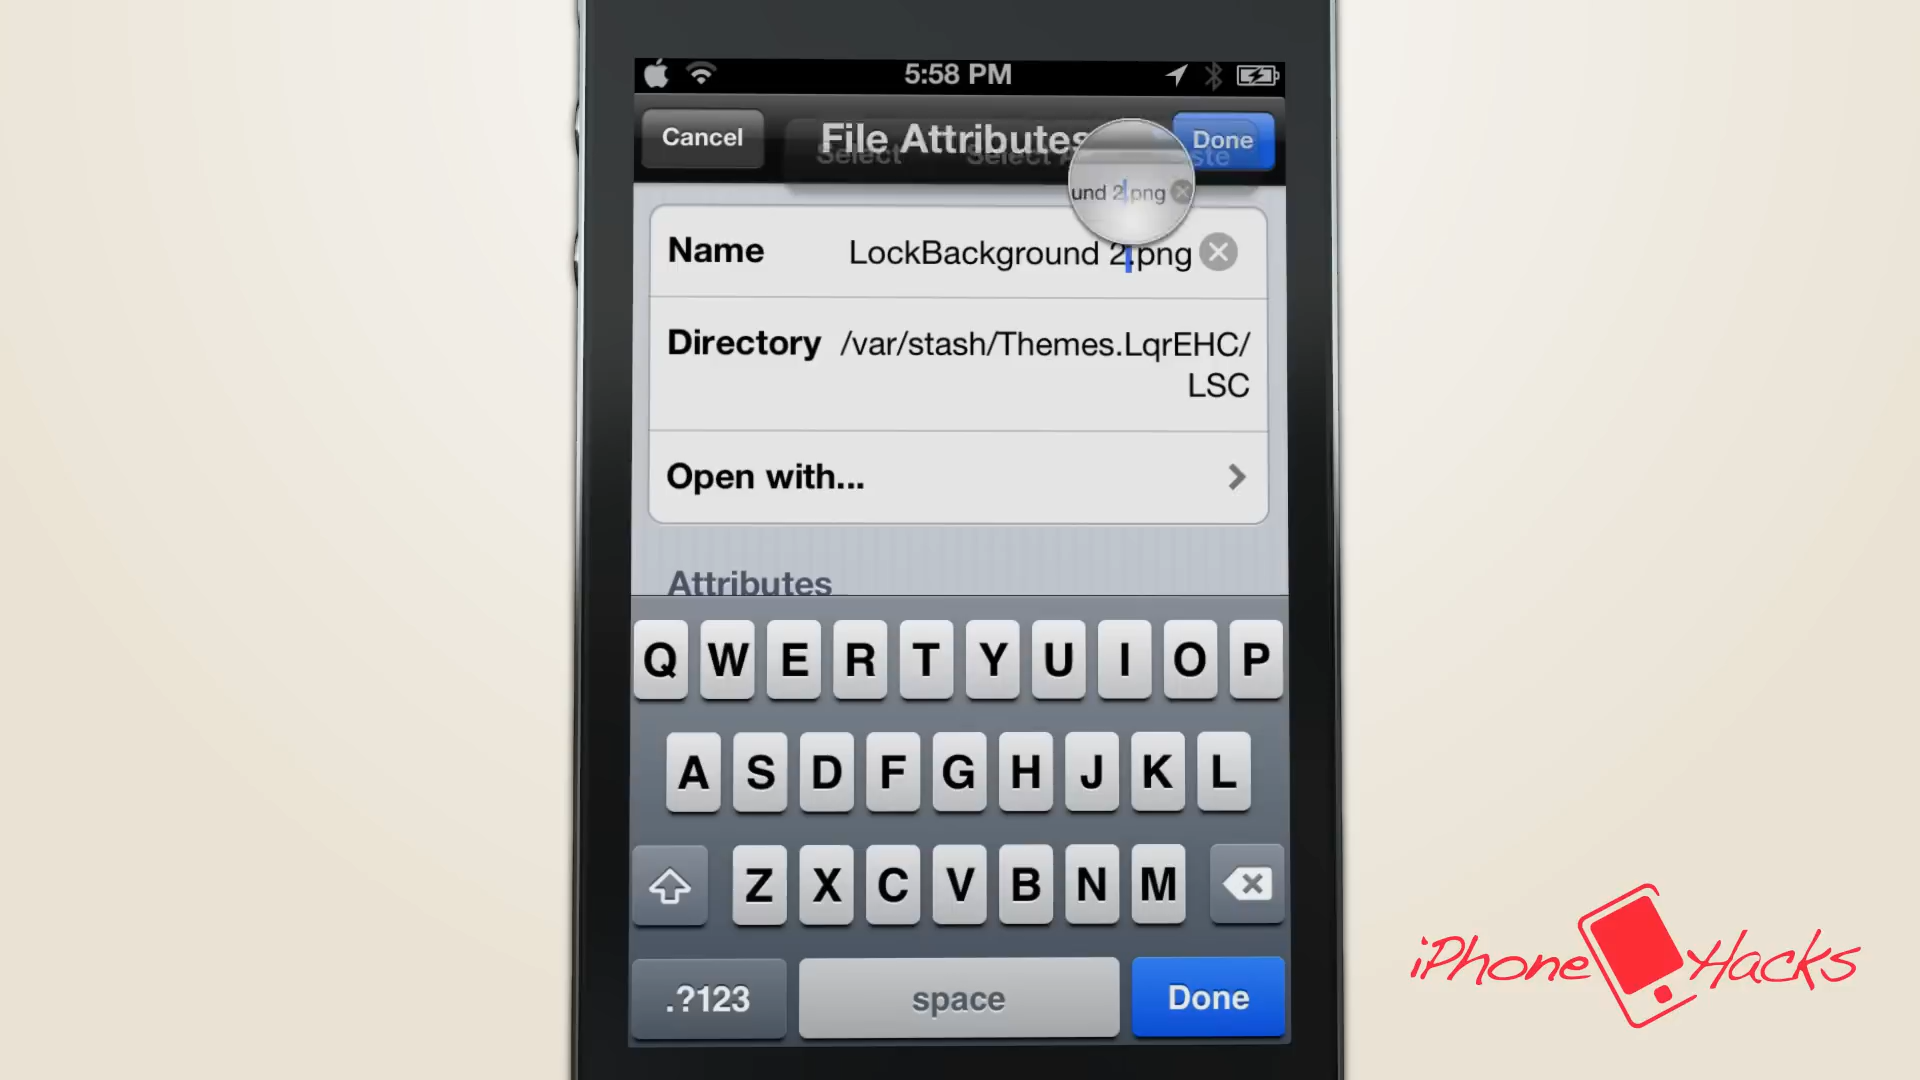 5:58 PM
Cancel
File Attributes
Done
Select
und 2.png
Name
LockBackground 2.png
Directory
/var/stash/Themes.LqrEHC/
LSC
Open with...
Attributes
Q W E R T Y U I O P
A S D F G H J K L
Z X C V B N M
.?123
space
Done
iPhone Hacks